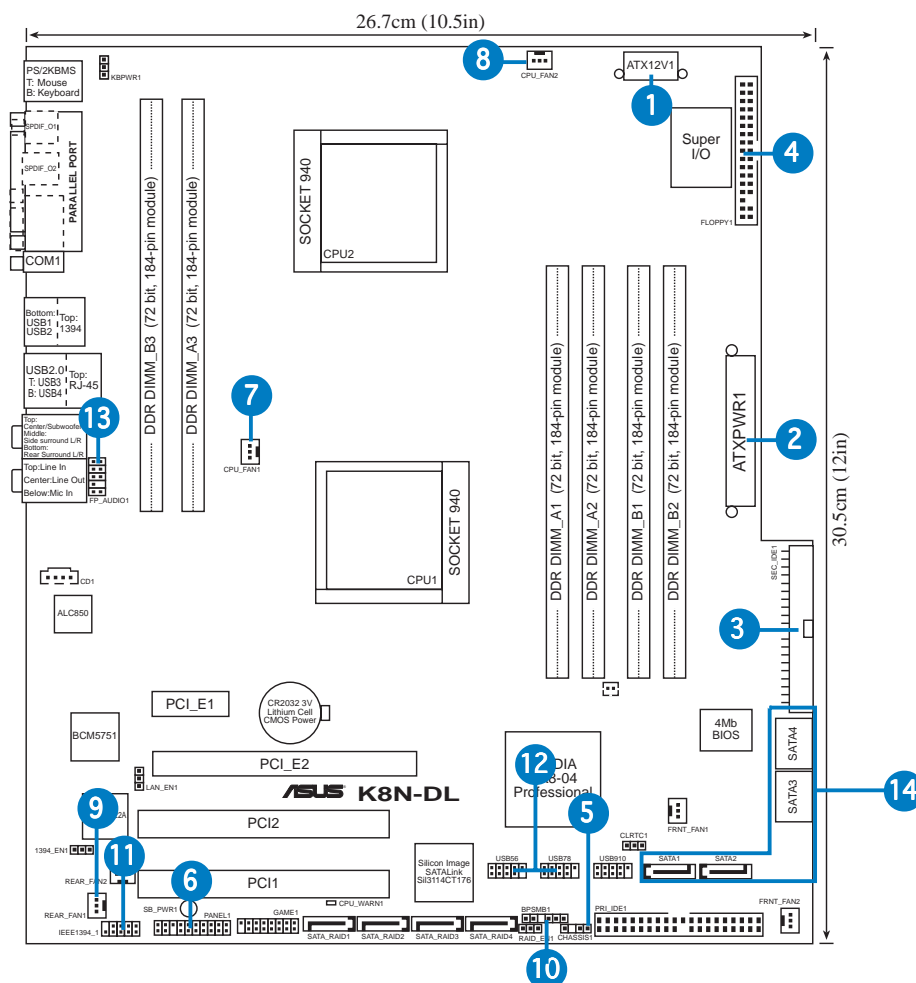 26.7cm (10.5in)
8
CPU_FAN2
ATX12V1
1
PS/2KBMS
T: Mouse
B: Keyboard
KBPWR1
SPDIF_O1
SPDIF_O2
PARALLEL PORT
COM1
Super
I/O
4
FLOPPY1
SOCKET 940
CPU2
DDR DIMM_B3 (72 bit, 184-pin module)
DDR DIMM_A3 (72 bit, 184-pin module)
Bottom:
USB1
USB2
Top:
1394
USB2.0
T: USB3
B: USB4
Top:
RJ-45
7
CPU_FAN1
13
Top:
Center/Subwoofer
Middle:
Side surround L/R
Bottom:
Rear Surround L/R
Top:Line In
Center:Line Out
Below:Mic In
FP_AUDIO1
DDR DIMM_A1 (72 bit, 184-pin module)
DDR DIMM_A2 (72 bit, 184-pin module)
DDR DIMM_B1 (72 bit, 184-pin module)
DDR DIMM_B2 (72 bit, 184-pin module)
ATXPWR1
2
30.5cm (12in)
SOCKET 940
CPU1
CD1
ALC850
SEC_IDE1
3
PCI_E1
CR2032 3V
Lithium Cell
CMOS Power
BCM5751
PCI_E2
LAN_EN1
ASUS K8N-DL
12
Professional
4Mb
BIOS
SATA4
SATA3
14
5
FRNT_FAN1
CLRTC1
9
PCI2
1394_EN1
11
REAR_FAN2
REAR_FAN1
6
PCI1
CPU_WARN1
Silicon Image
SATALink
Sil3114CT176
USB56
USB78
USB910
SATA1
SATA2
SB_PWR1
PANEL1
GAME1
IEEE1394_1
SATA_RAID1
SATA_RAID2
SATA_RAID3
SATA_RAID4
BPSMB1
CHASSIS1
10
PRI_IDE1
FRNT_FAN2